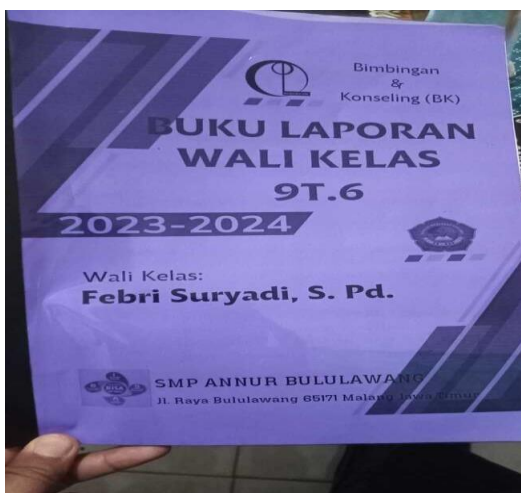 Bimbingan
&
Konseling (BK)
BUKU LAPORAN
WALI KELAS
9T.6
2023-2024
Wali Kelas:
Febri Suryadi, S. Pd.
SMP ANNUR BULULAWANG
Jl. Raya Bululawang 65171 Malang Jawa Timur